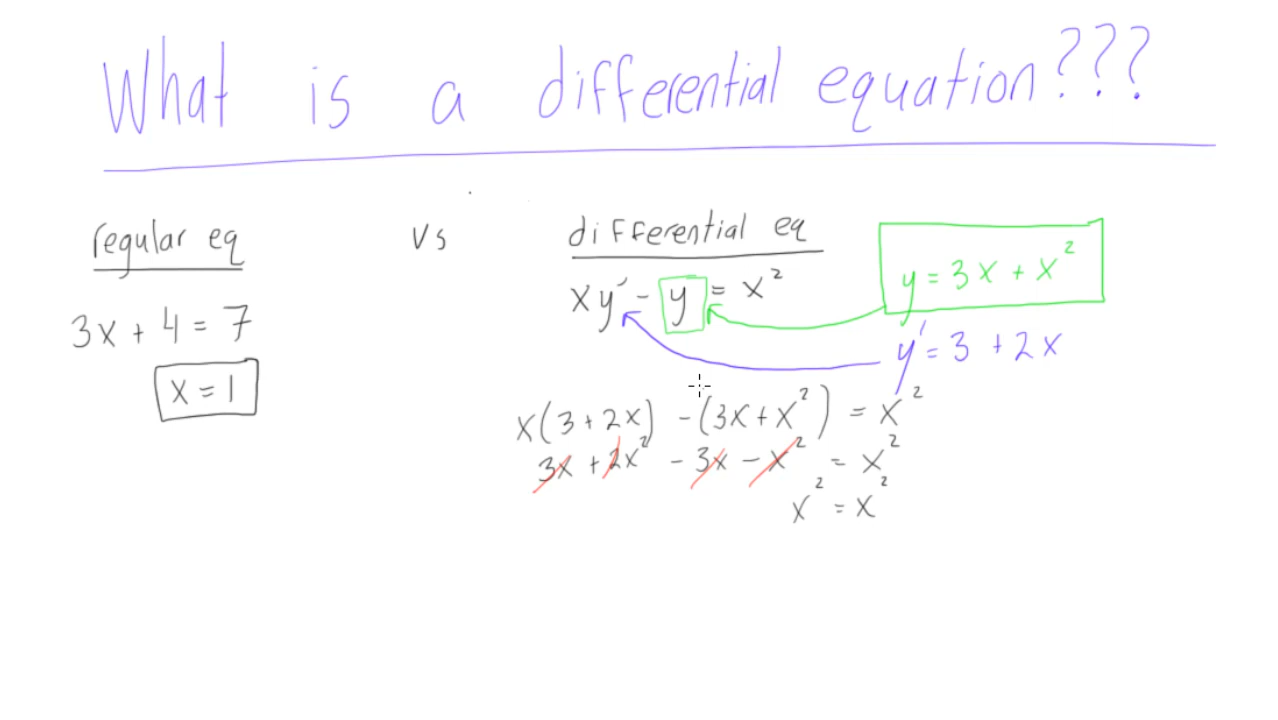 What is a differential equation???
regular eq vs differential eq
3x + 4 = 7
x = 1
xy′ - y = x²
y = 3x + x²
y′ = 3 + 2x
x(3 + 2x) - (3x + x²) = x²
3x + 2x² - 3x - x² = x²
x² = x²